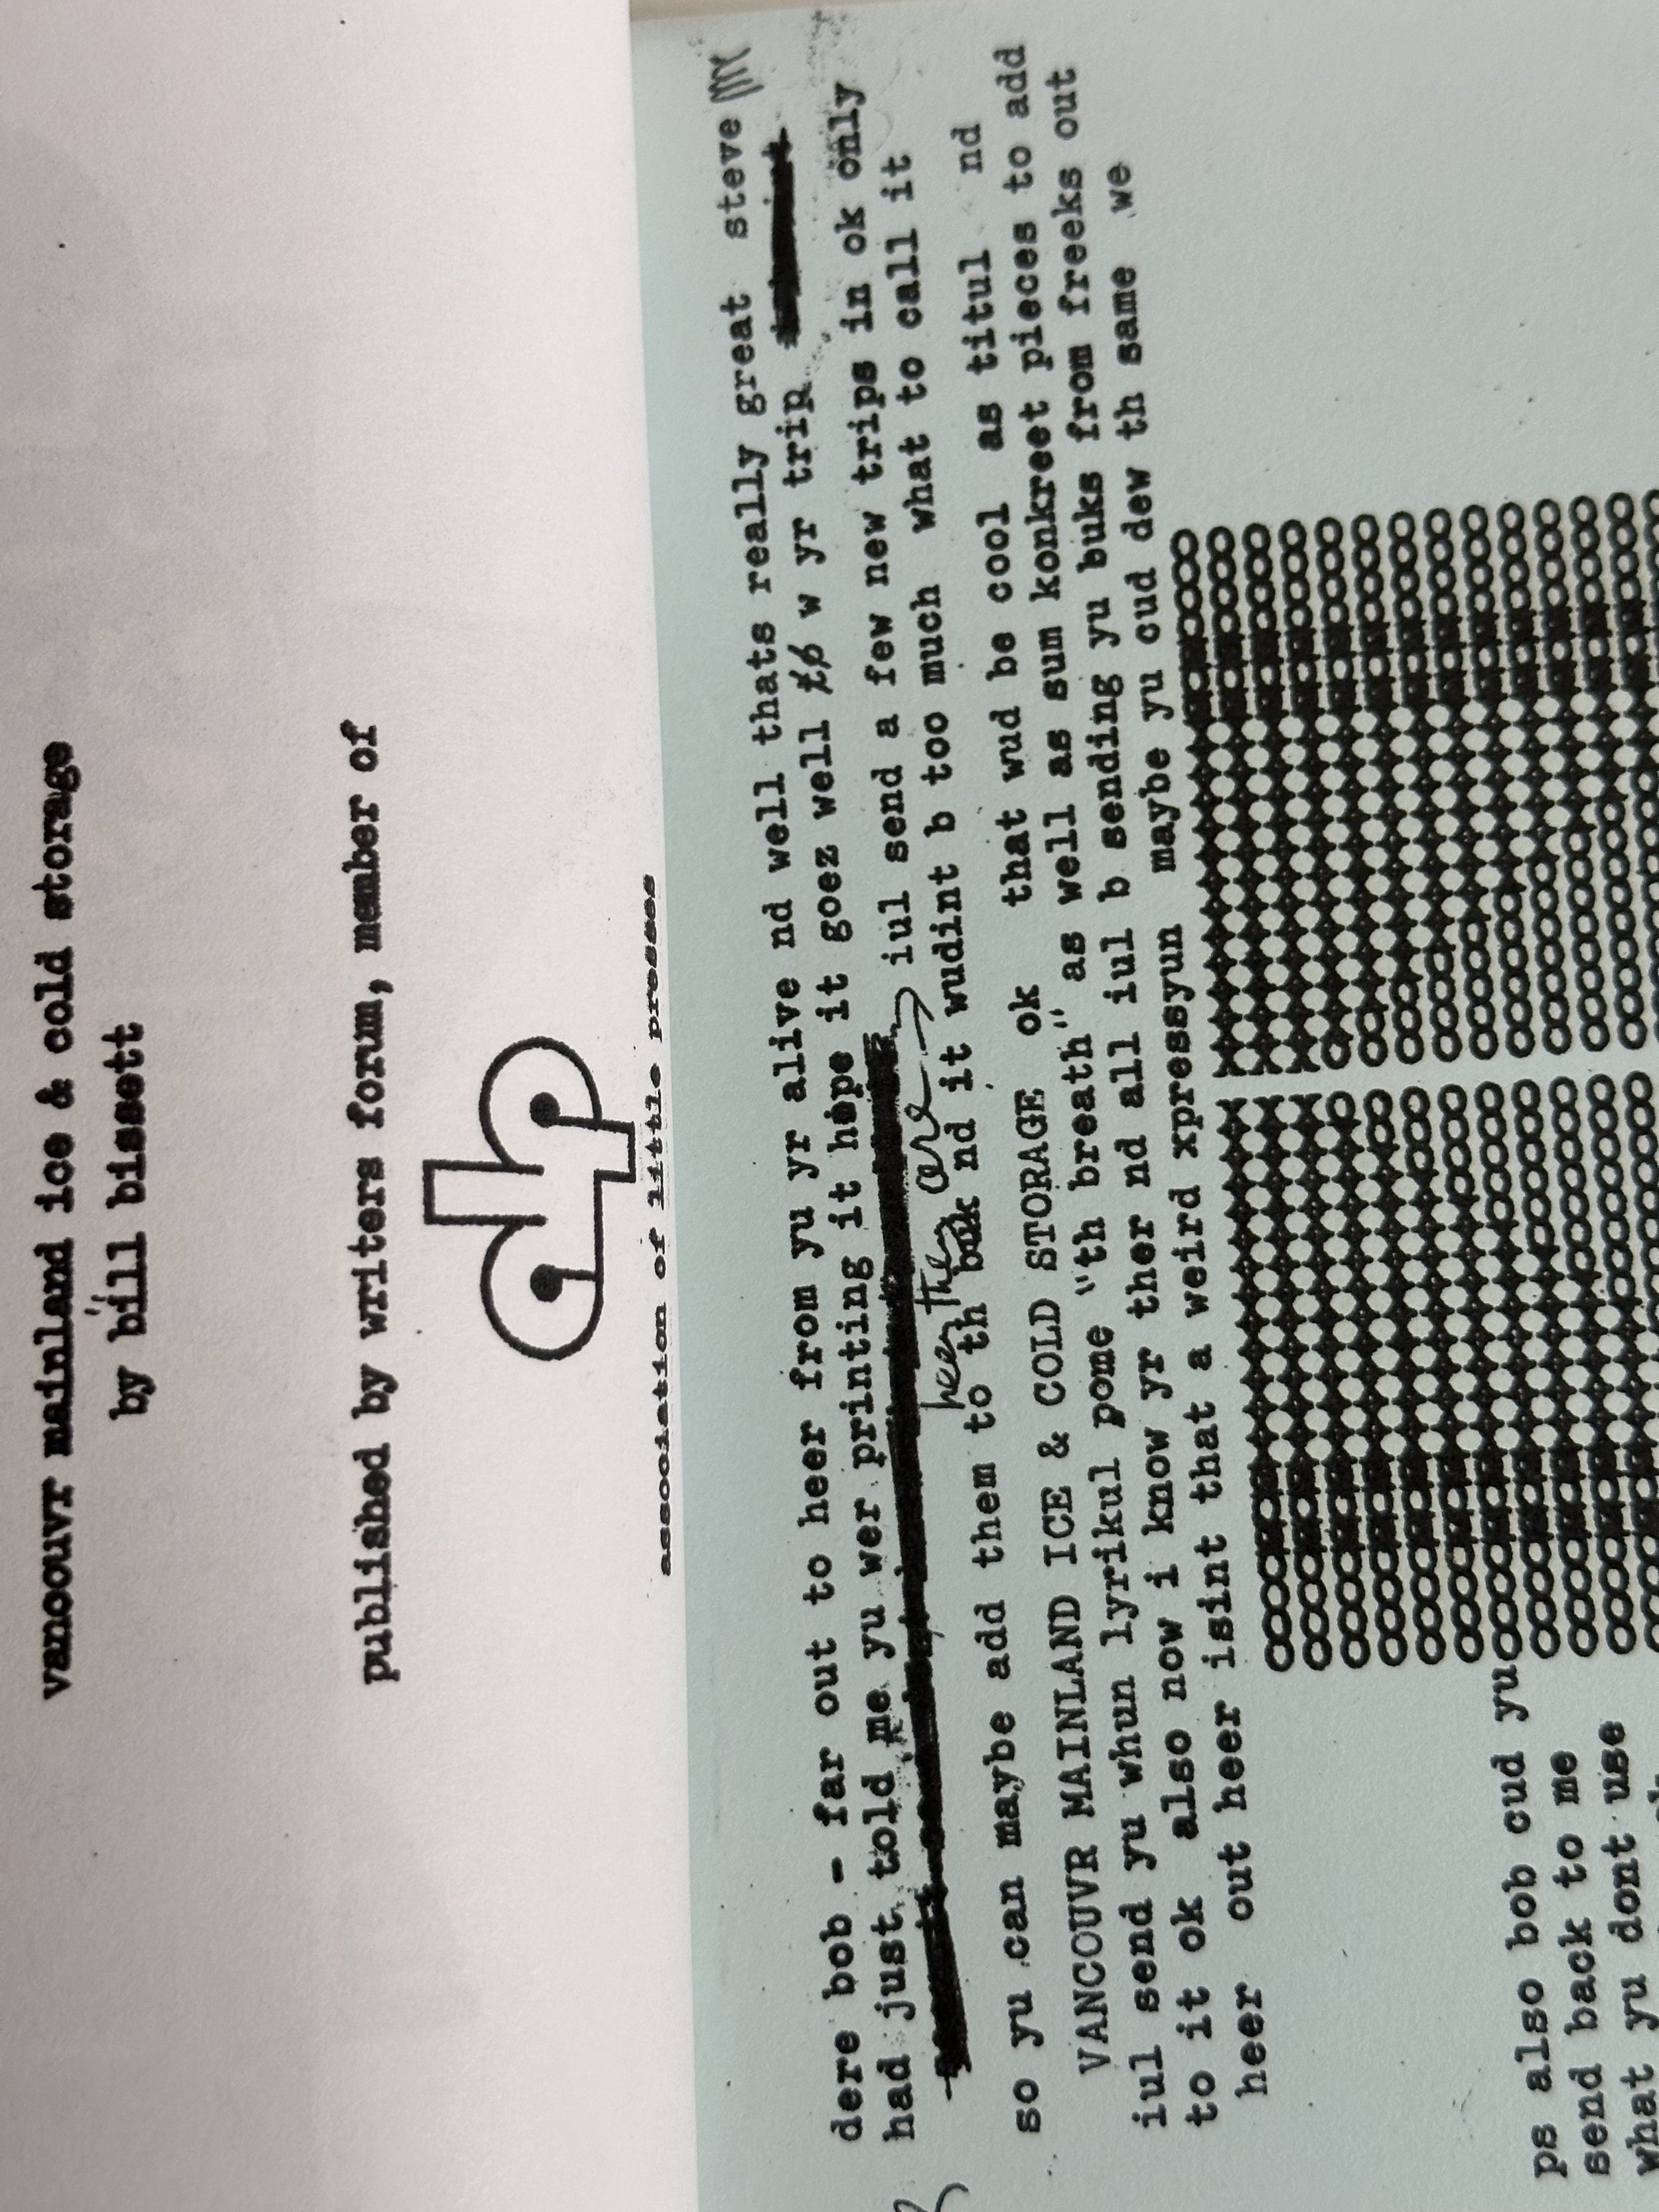 vancouvr mainland ice & cold storage
by bill bissett
published by writers forum, member of
alp
association of little presses
dere bob - far out to heer from yu yr alive nd well thats really great steve
had just told me yu wer printing it hope it goez well w yr trip
iul send a few new trips in ok only
heer they are
so yu can maybe add them to th buk nd it wudint b too much what to call it
VANCOUVR MAINLAND ICE & COLD STORAGE ok that wud be cool as titul nd
iul send yu whun lyrikul pome "th breath" as well as sum konkreet pieces to add
to it ok also now i know yr ther nd all iul b sending yu buks from freeks out
heer out heer isint that a weird xpressyun maybe yu cud dew th same we
ps also bob cud yu
send back to me
what yu dont use